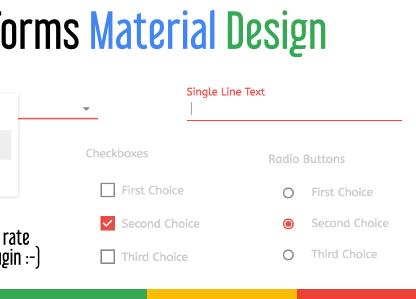 orms Material Design
Single Line Text
Checkboxes
Radio Buttons
First Choice
First Choice
Second Choice
Second Choice
Third Choice
Third Choice
rate
gin :-)